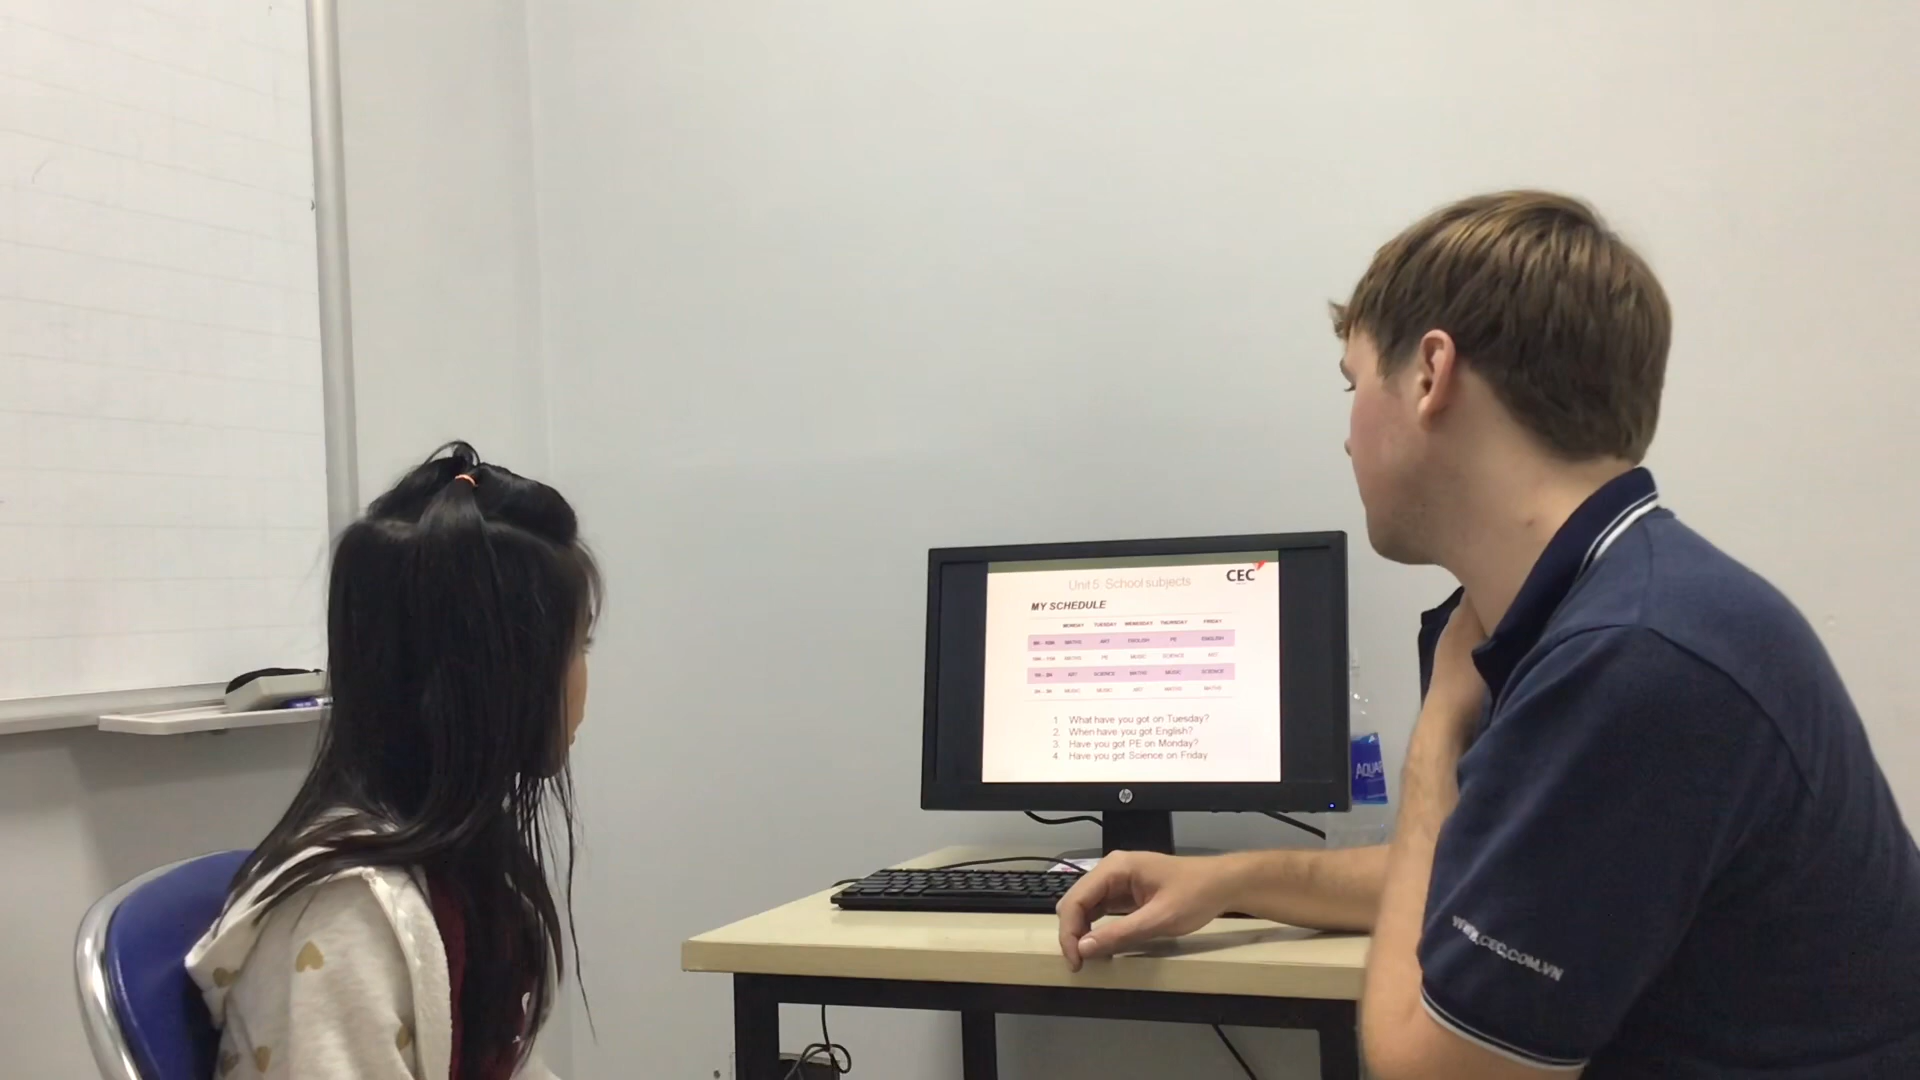 Unit 5: School subjects
CEC
MY SCHEDULE
MONDAY TUESDAY WEDNESDAY THURSDAY FRIDAY
MATHS ART ENGLISH PE ENGLISH
MATHS PE MUSIC SCIENCE ART
ART SCIENCE MATHS MUSIC SCIENCE
MUSIC MUSIC ART MATHS MATHS
1. What have you got on Tuesday?
2. When have you got English?
3. Have you got PE on Monday?
4. Have you got Science on Friday
hp
WWW.CEC.COM.VN